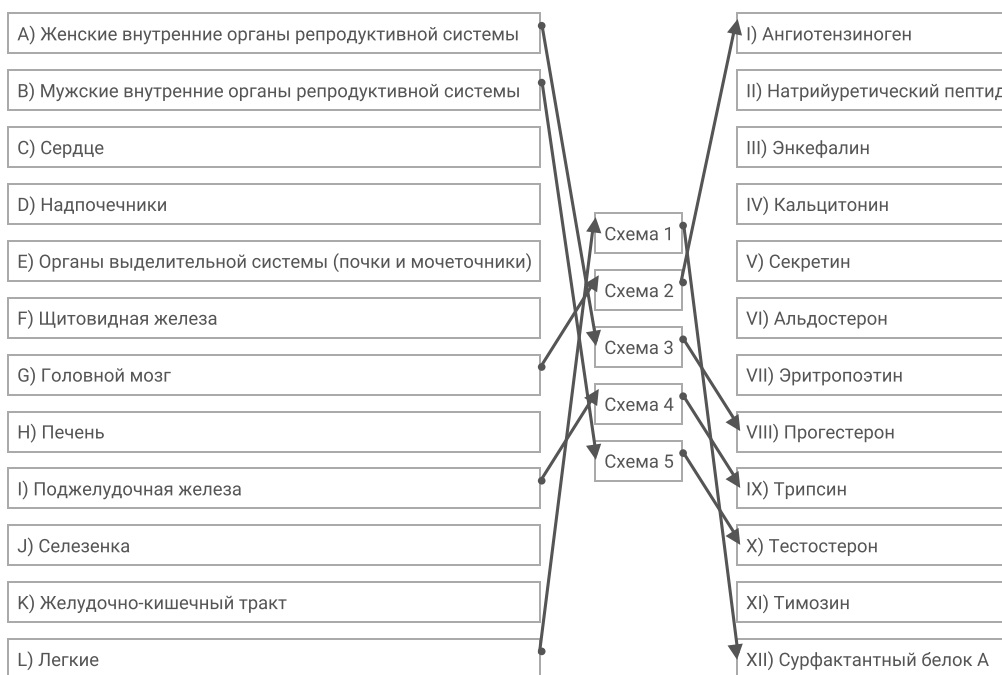 A) Женские внутренние органы репродуктивной системы
B) Мужские внутренние органы репродуктивной системы
C) Сердце
D) Надпочечники
E) Органы выделительной системы (почки и мочеточники)
F) Щитовидная железа
G) Головной мозг
H) Печень
I) Поджелудочная железа
J) Селезенка
K) Желудочно-кишечный тракт
L) Легкие
Схема 1
Схема 2
Схема 3
Схема 4
Схема 5
I) Ангиотензиноген
II) Натрийуретический пептид
III) Энкефалин
IV) Кальцитонин
V) Секретин
VI) Альдостерон
VII) Эритропоэтин
VIII) Прогестерон
IX) Трипсин
X) Тестостерон
XI) Тимозин
XII) Сурфактантный белок А